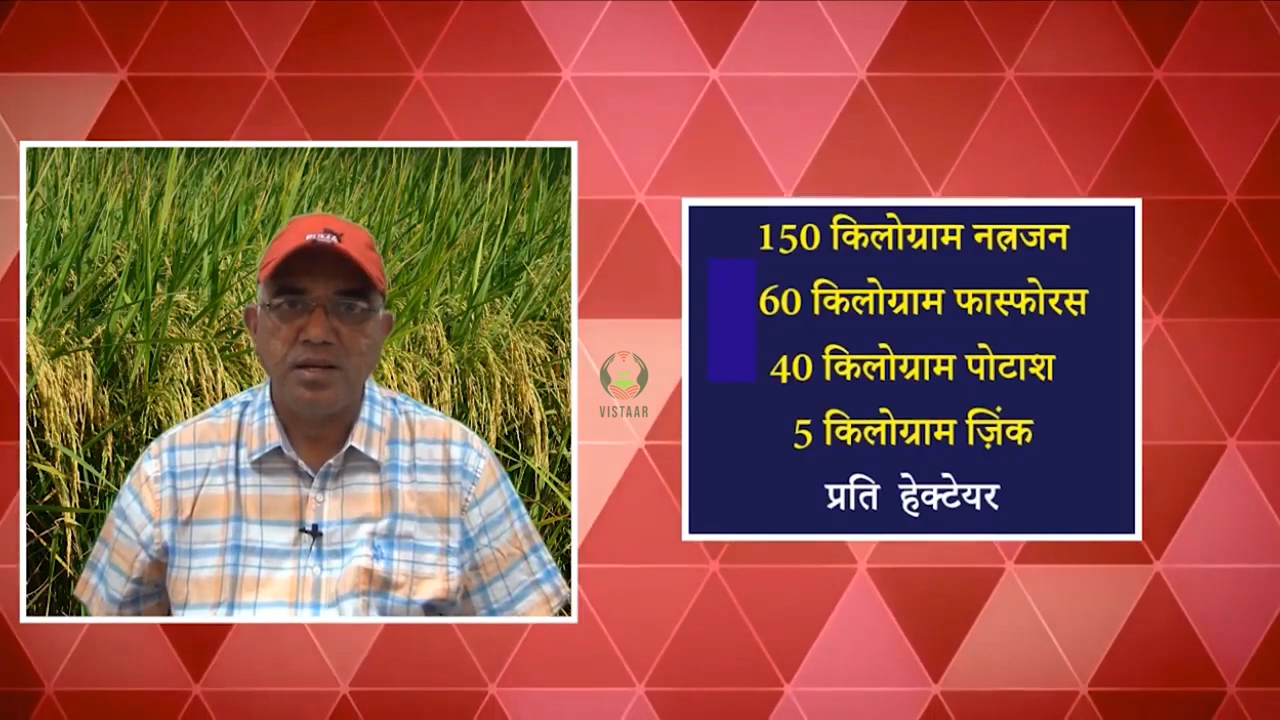 150 किलोग्राम नत्रजन
60 किलोग्राम फास्फोरस
40 किलोग्राम पोटाश
5 किलोग्राम ज़िंक
प्रति हेक्टेयर
VISTAAR